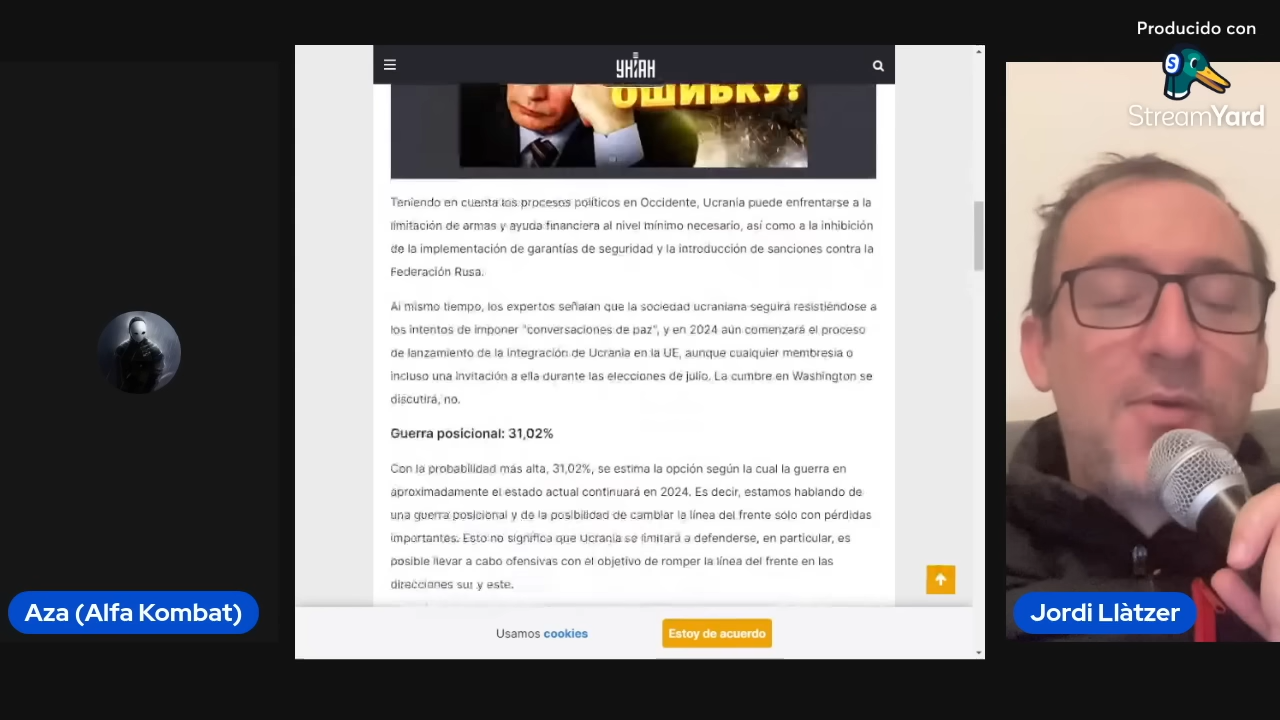 Producido con
StreamYard
УНІАН
ОШИБКУ?
Teniendo en cuenta los procesos políticos en Occidente, Ucrania puede enfrentarse a la
limitación de armas y ayuda financiera al nivel mínimo necesario, así como a la inhibición
de la implementación de garantías de seguridad y la introducción de sanciones contra la
Federación Rusa.
Al mismo tiempo, los expertos señalan que la sociedad ucraniana seguirá resistiéndose a
los intentos de imponer "conversaciones de paz", y en 2024 aún comenzará el proceso
de lanzamiento de la integración de Ucrania en la UE, aunque cualquier membresía o
incluso una invitación a ella durante las elecciones de julio. La cumbre en Washington se
discutirá, no.
Guerra posicional: 31,02%
Con la probabilidad más alta, 31,02%, se estima la opción según la cual la guerra en
aproximadamente el estado actual continuará en 2024. Es decir, estamos hablando de
una guerra posicional y de la posibilidad de cambiar la línea del frente sólo con pérdidas
importantes. Esto no significa que Ucrania se limitará a defenderse, en particular, es
posible llevar a cabo ofensivas con el objetivo de romper la línea del frente en las
direcciones sur y este.
Usamos cookies
Estoy de acuerdo
Aza (Alfa Kombat)
Jordi Llàtzer